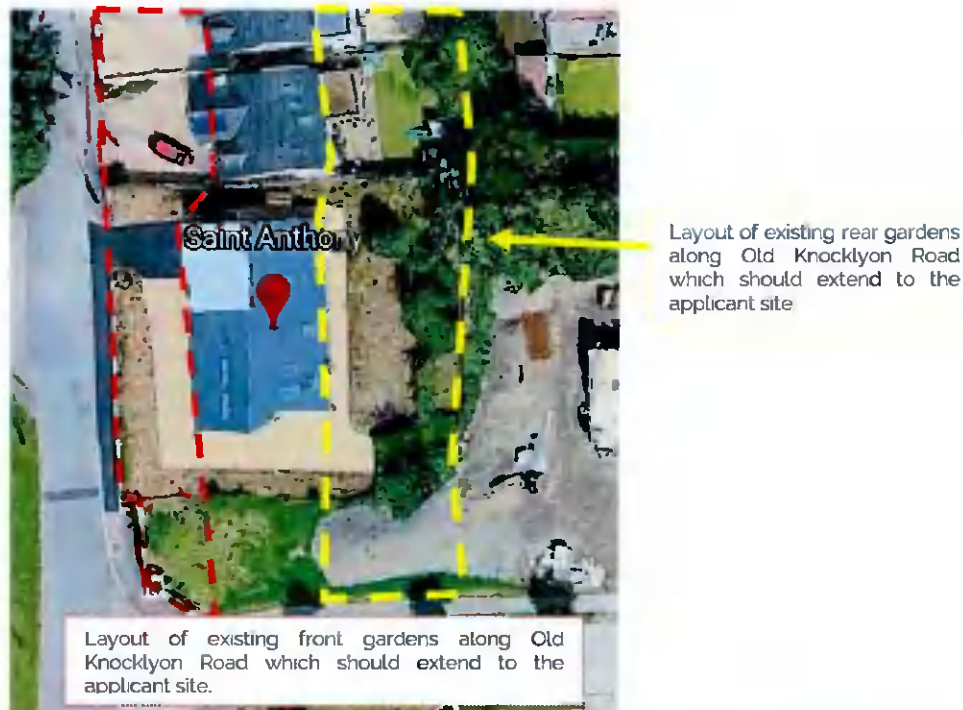 Saint Anthony
Layout of existing rear gardens
along Old Knocklyon Road
which should extend to the
applicant site
Layout of existing front gardens along Old
Knocklyon Road which should extend to the
applicant site.